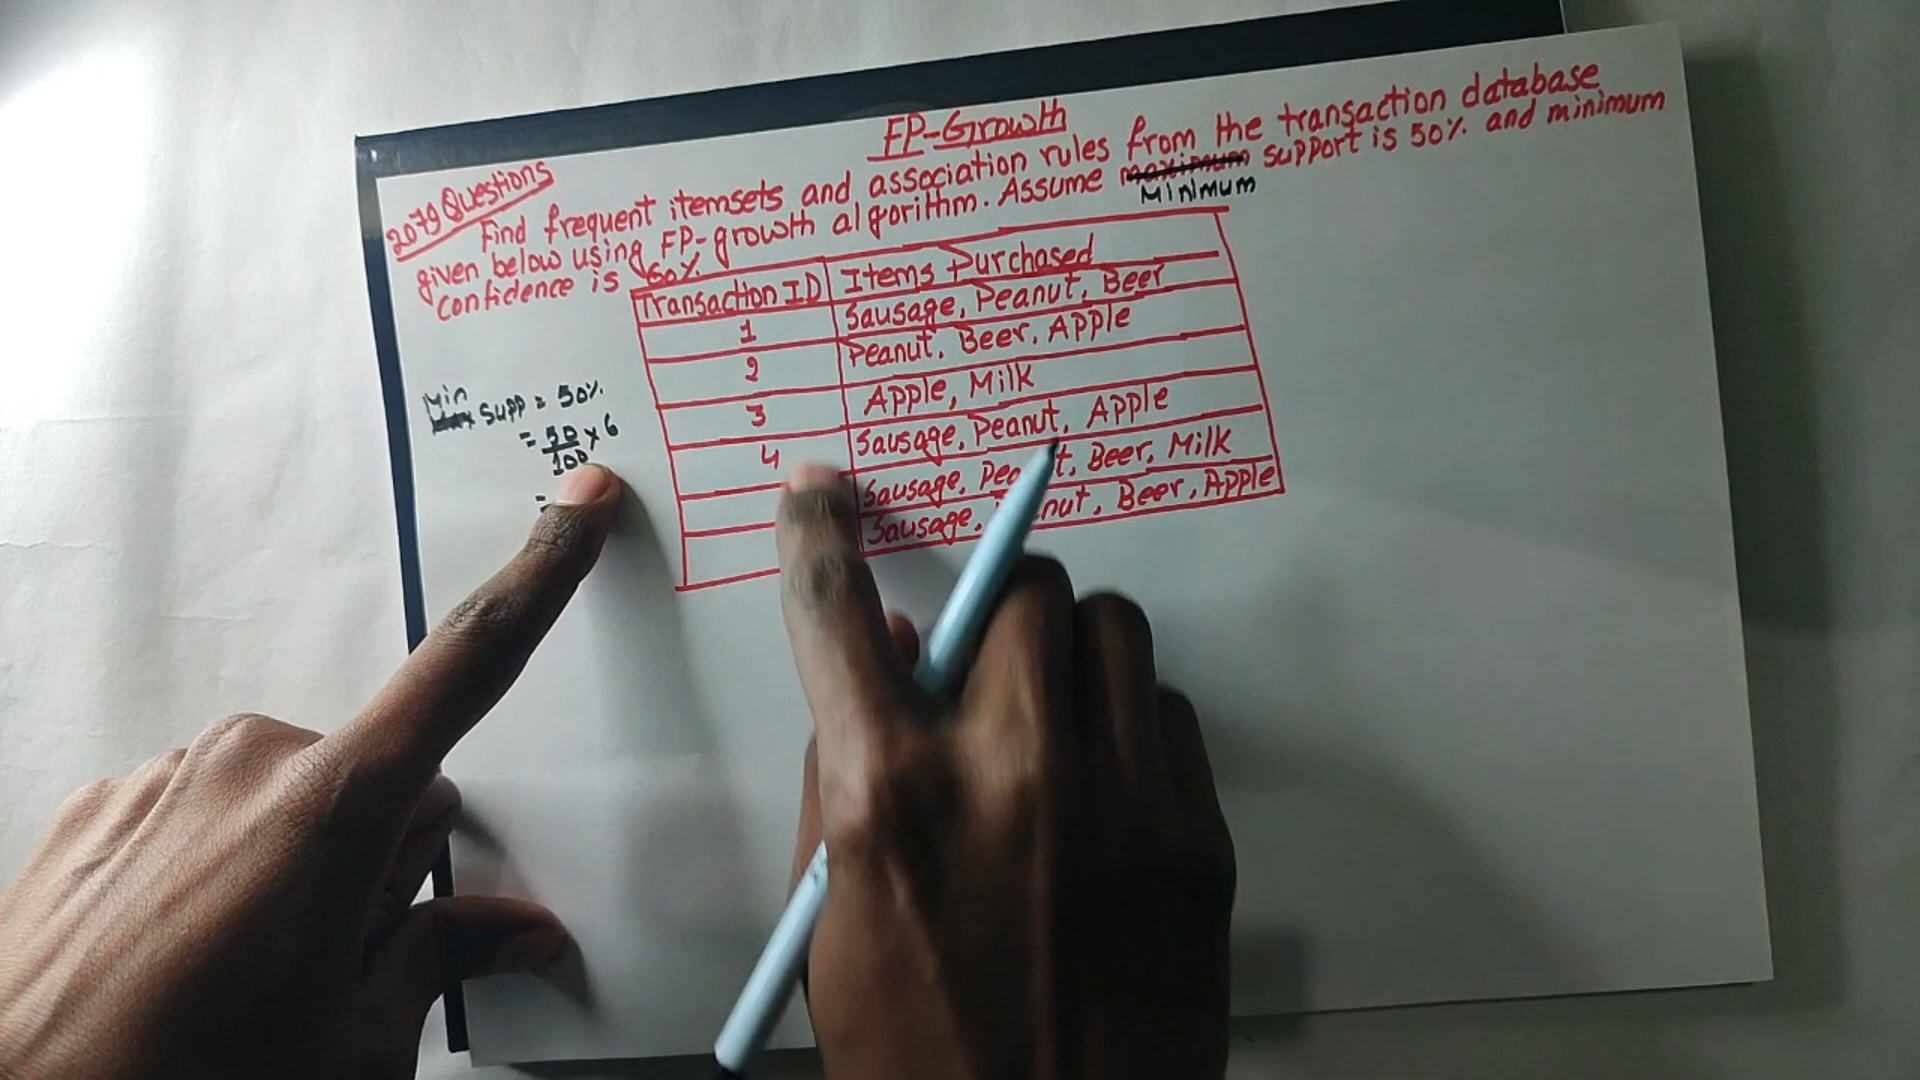 FP-Growth
2079 Questions
Find frequent itemsets and association rules from the transaction database
given below using FP-growth algorithm. Assume maximum support is 50% and minimum
Minimum
confidence is 60%.
Transaction ID Items Purchased
1 Sausage, Peanut, Beer
2 Peanut, Beer, Apple
3 Apple, Milk
4 Sausage, Peanut, Apple
Sausage, Beer, Milk
Sausage, Beer, Apple
Min
Supp = 50%
= 50/100 x 6
=